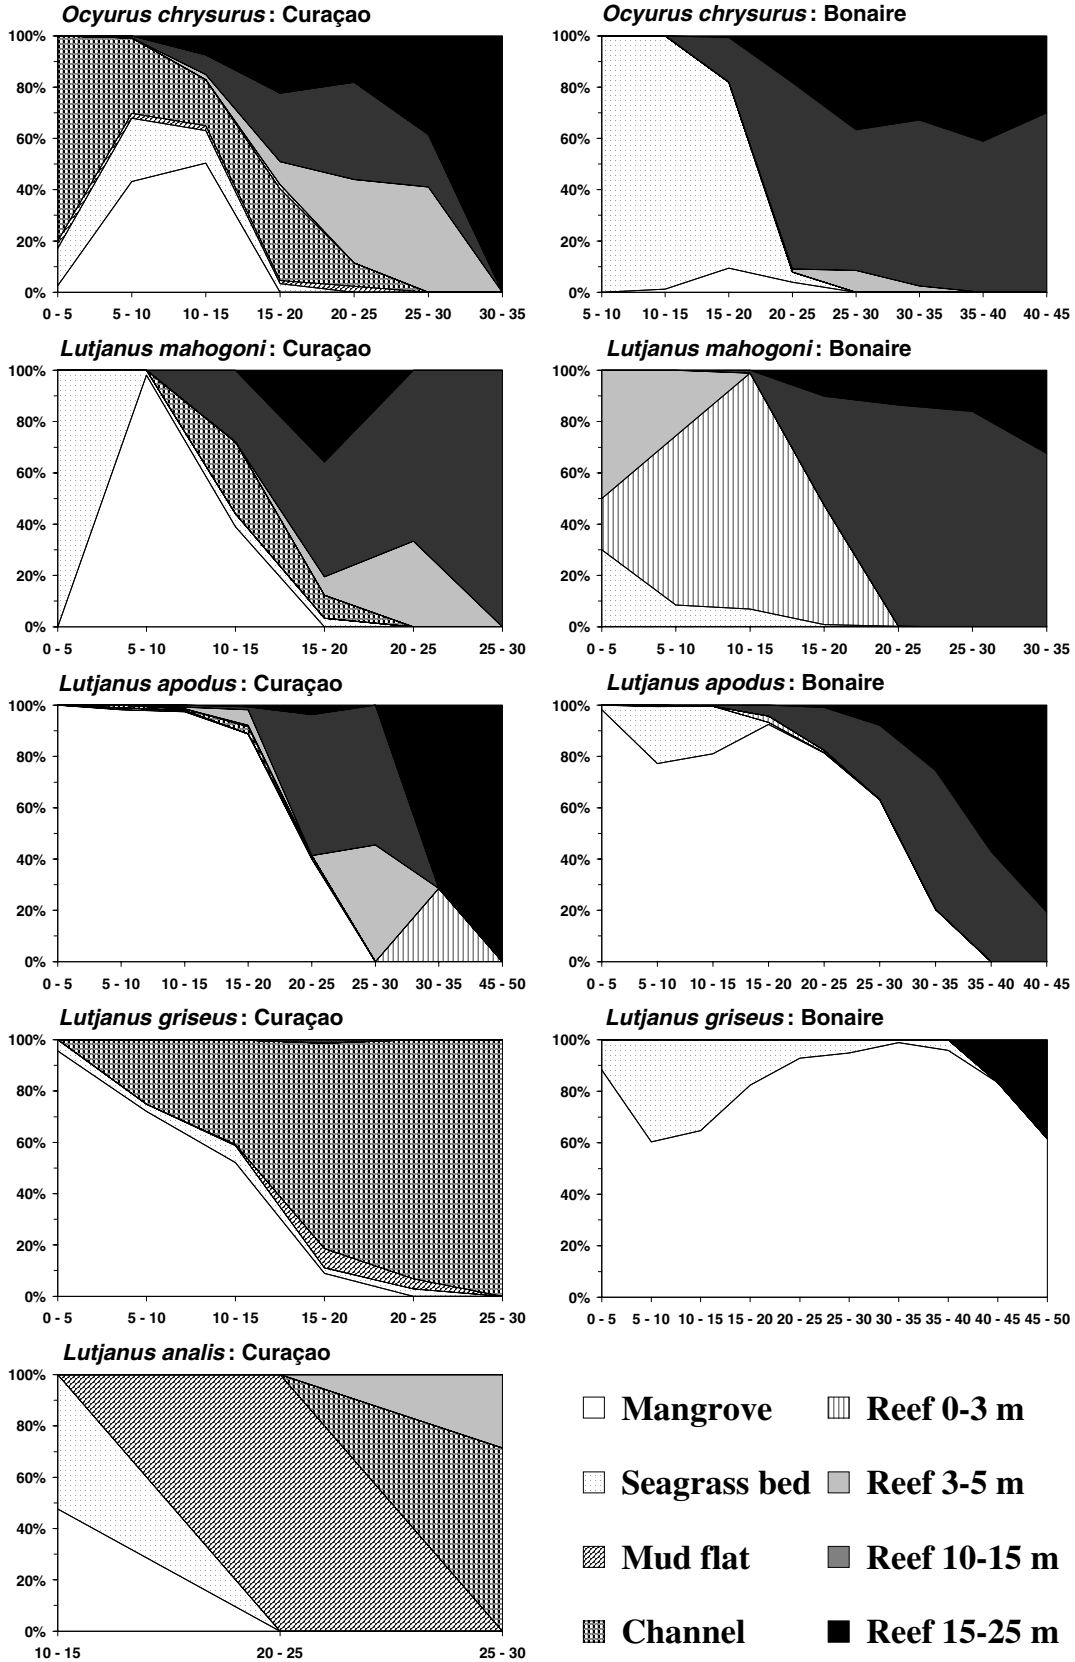 Ocyurus chrysurus: Curaçao
100%
80%
60%
40%
20%
0%
0 - 5 5 - 10 10 - 15 15 - 20 20 - 25 25 - 30 30 - 35
Ocyurus chrysurus: Bonaire
100%
80%
60%
40%
20%
0%
5 - 10 10 - 15 15 - 20 20 - 25 25 - 30 30 - 35 35 - 40 40 - 45
Lutjanus mahogoni: Curaçao
100%
80%
60%
40%
20%
0%
0 - 5 5 - 10 10 - 15 15 - 20 20 - 25 25 - 30
Lutjanus mahogoni: Bonaire
100%
80%
60%
40%
20%
0%
0 - 5 5 - 10 10 - 15 15 - 20 20 - 25 25 - 30 30 - 35
Lutjanus apodus: Curaçao
100%
80%
60%
40%
20%
0%
0 - 5 5 - 10 10 - 15 15 - 20 20 - 25 25 - 30 30 - 35 45 - 50
Lutjanus apodus: Bonaire
100%
80%
60%
40%
20%
0%
0 - 5 5 - 10 10 - 15 15 - 20 20 - 25 25 - 30 30 - 35 35 - 40 40 - 45
Lutjanus griseus: Curaçao
100%
80%
60%
40%
20%
0%
0 - 5 5 - 10 10 - 15 15 - 20 20 - 25 25 - 30
Lutjanus griseus: Bonaire
100%
80%
60%
40%
20%
0%
0 - 5 5 - 10 10 - 15 15 - 20 20 - 25 25 - 30 30 - 35 35 - 40 40 - 45 45 - 50
Lutjanus analis: Curaçao
100%
80%
60%
40%
20%
0%
10 - 15 20 - 25 25 - 30
Mangrove Reef 0-3 m
Seagrass bed Reef 3-5 m
Mud flat Reef 10-15 m
Channel Reef 15-25 m